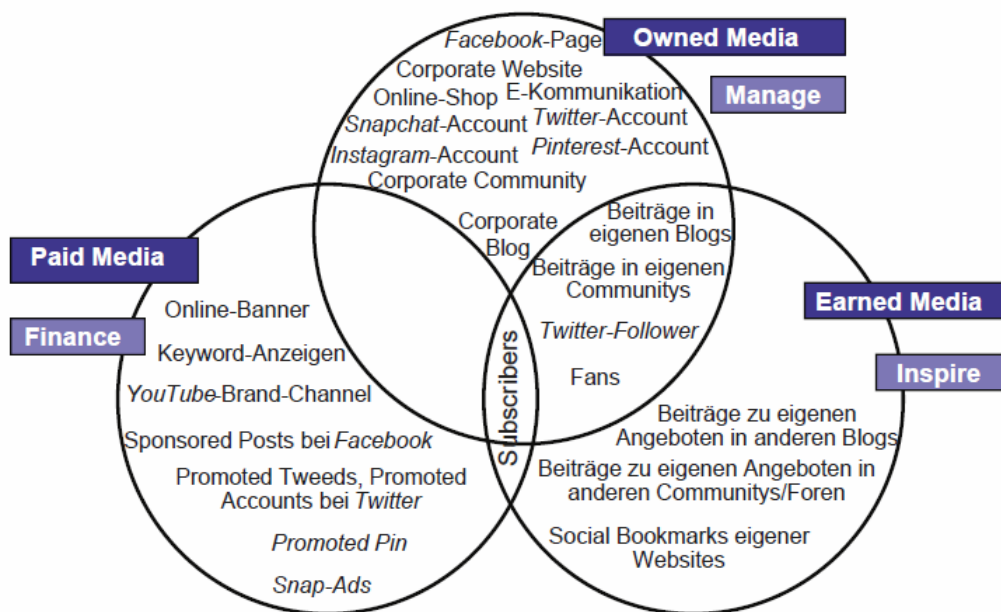 Facebook-Page
Owned Media
Corporate Website
Manage
Online-Shop
E-Kommunikation
Snapchat-Account
Twitter-Account
Instagram-Account
Pinterest-Account
Corporate Community
Corporate
Blog
Beiträge in
eigenen Blogs
Beiträge in eigenen
Communitys
Twitter-Follower
Fans
Subscribers
Paid Media
Finance
Online-Banner
Keyword-Anzeigen
YouTube-Brand-Channel
Sponsored Posts bei Facebook
Promoted Tweeds, Promoted
Accounts bei Twitter
Promoted Pin
Snap-Ads
Earned Media
Inspire
Beiträge zu eigenen
Angeboten in anderen Blogs
Beiträge zu eigenen Angeboten in
anderen Communitys/Foren
Social Bookmarks eigener
Websites